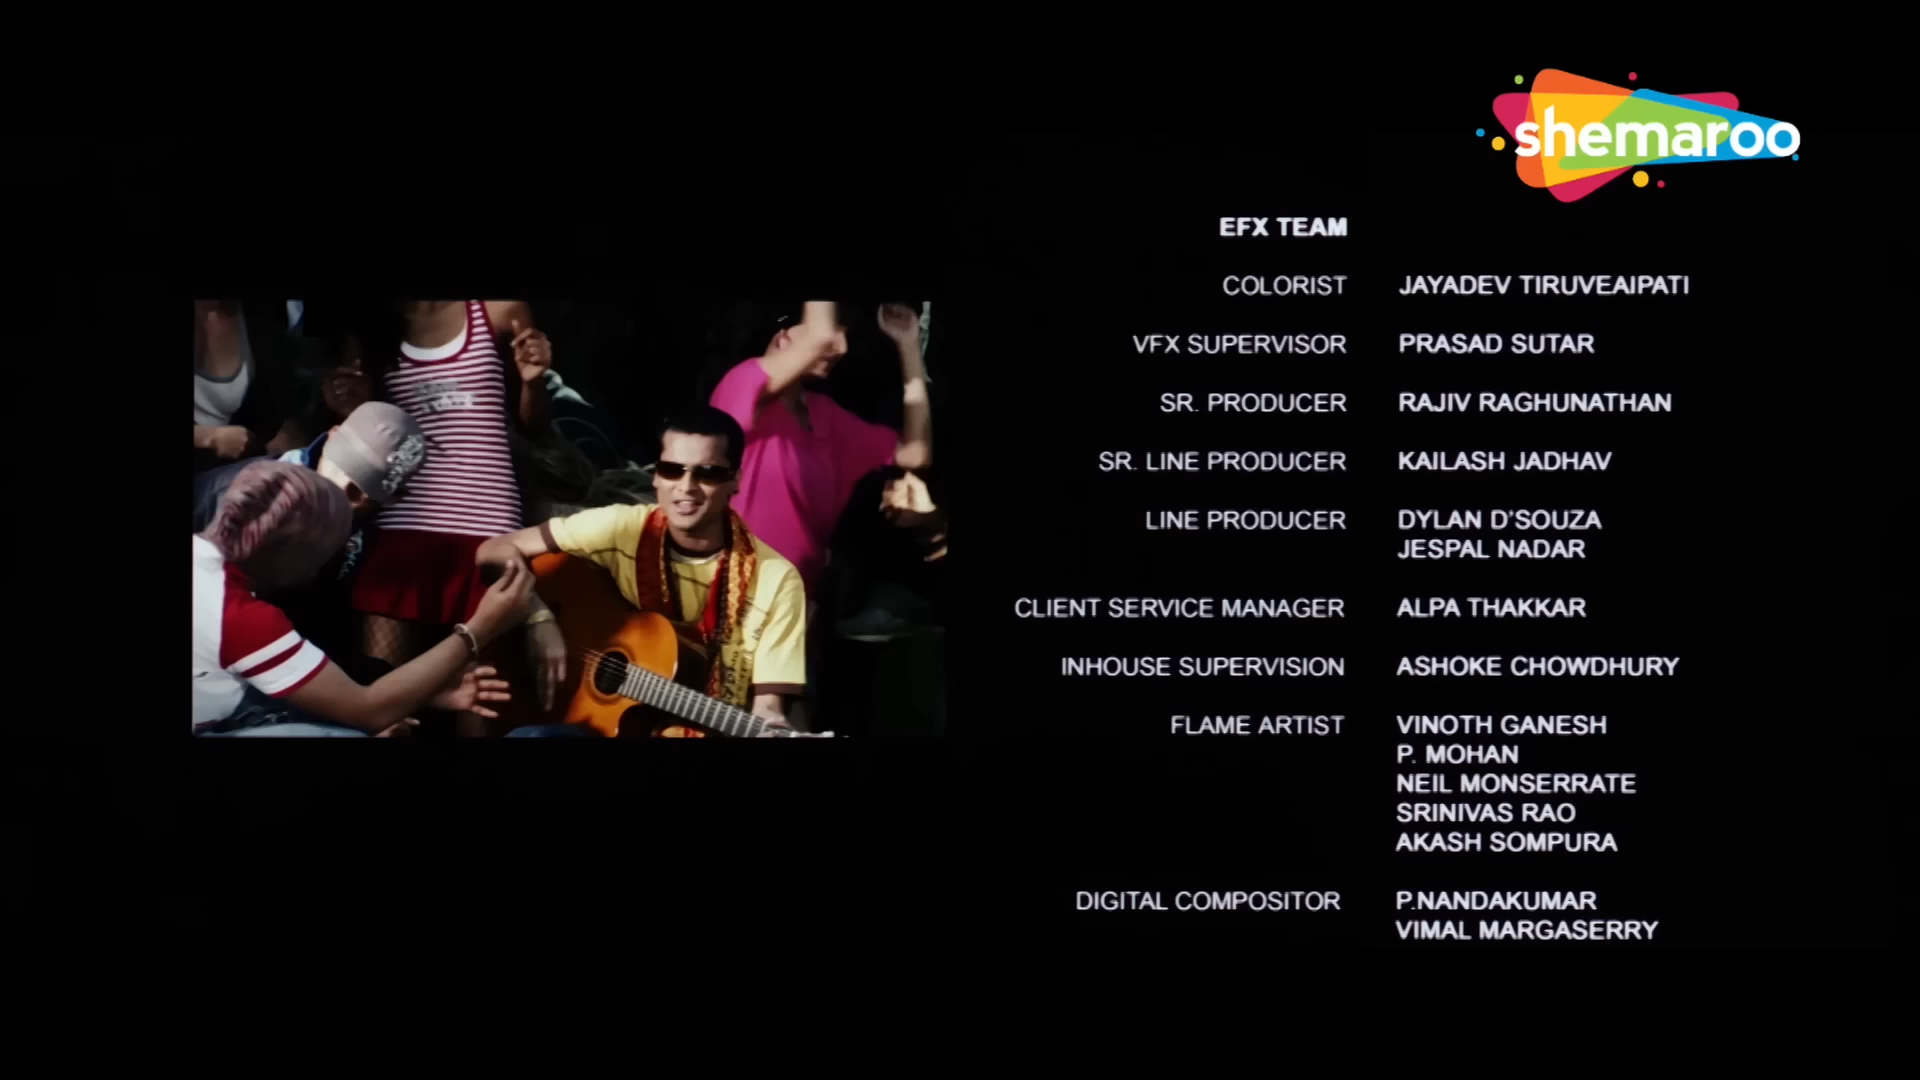 shemaroo
EFX TEAM
COLORIST JAYADEV TIRUVEAIPATI
VFX SUPERVISOR PRASAD SUTAR
SR. PRODUCER RAJIV RAGHUNATHAN
SR. LINE PRODUCER KAILASH JADHAV
LINE PRODUCER DYLAN D'SOUZA
JESPAL NADAR
CLIENT SERVICE MANAGER ALPA THAKKAR
INHOUSE SUPERVISION ASHOKE CHOWDHURY
FLAME ARTIST VINOTH GANESH
P. MOHAN
NEIL MONSERRATE
SRINIVAS RAO
AKASH SOMPURA
DIGITAL COMPOSITOR P.NANDAKUMAR
VIMAL MARGASERRY